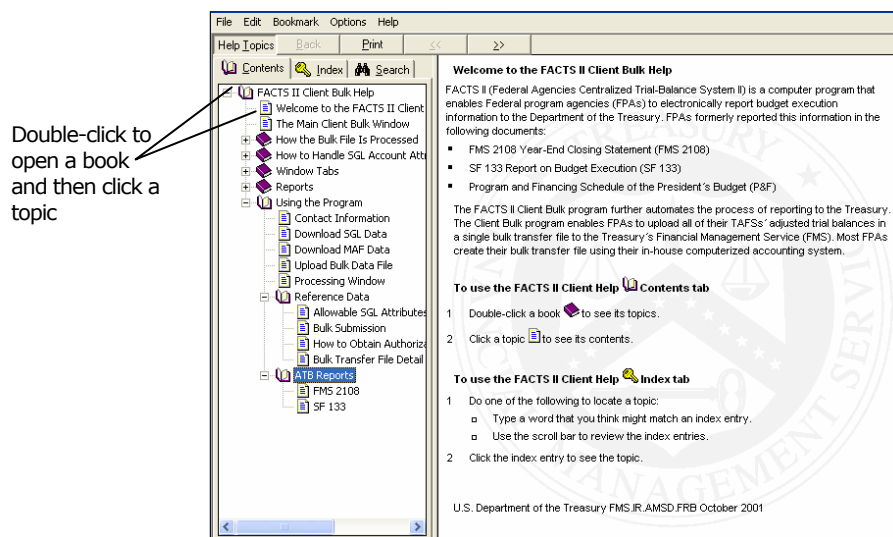 File Edit Bookmark Options Help
Help Topics Back Print << >>
Contents Index Search
Double-click to
open a book
and then click a
topic
FACTS II Client Bulk Help
Welcome to the FACTS II Client
The Main Client Bulk Window
How the Bulk File Is Processed
How to Handle SGL Account Attr
Window Tabs
Reports
Using the Program
Contact Information
Download SGL Data
Download MAF Data
Upload Bulk Data File
Processing Window
Reference Data
Allowable SGL Attributes
Bulk Submission
How to Obtain Authoriza
Bulk Transfer File Detail
ATB Reports
FMS 2108
SF 133
Welcome to the FACTS II Client Bulk Help
FACTS II (Federal Agencies Centralized Trial-Balance System II) is a computer program that
enables Federal program agencies (FPAs) to electronically report budget execution
information to the Department of the Treasury. FPAs formerly reported this information in the
following documents:
▪ FMS 2108 Year-End Closing Statement (FMS 2108)
▪ SF 133 Report on Budget Execution (SF 133)
▪ Program and Financing Schedule of the President´s Budget (P&F)
The FACTS II Client Bulk program further automates the process of reporting to the Treasury.
The Client Bulk program enables FPAs to upload all of their TAFSs´ adjusted trial balances in
a single bulk transfer file to the Treasury´s Financial Management Service (FMS). Most FPAs
create their bulk transfer file using their in-house computerized accounting system.
To use the FACTS II Client Help Contents tab
1 Double-click a book to see its topics.
2 Click a topic to see its contents.
To use the FACTS II Client Help Index tab
1 Do one of the following to locate a topic:
▫ Type a word that you think might match an index entry.
▫ Use the scroll bar to review the index entries.
2 Click the index entry to see the topic.
U.S. Department of the Treasury FMS.IR.AMSD.FRB October 2001